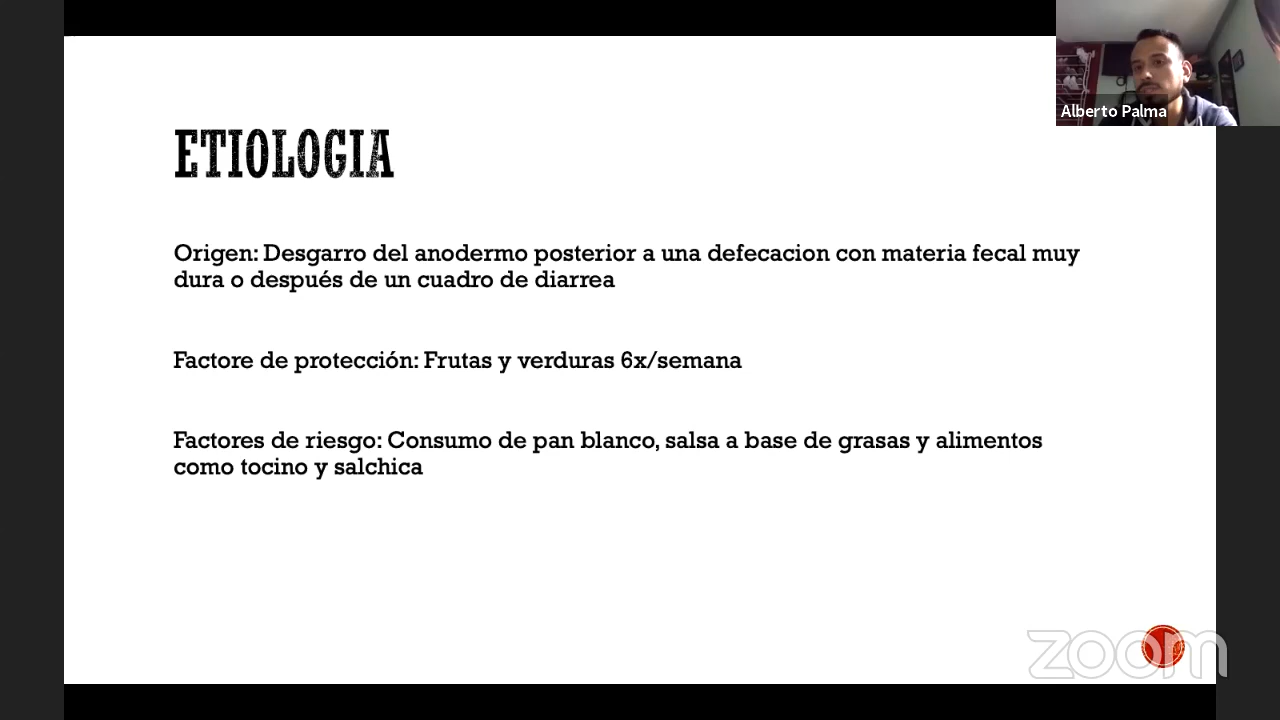 Alberto Palma
ETIOLOGIA
Origen: Desgarro del anodermo posterior a una defecacion con materia fecal muy
dura o después de un cuadro de diarrea
Factore de protección: Frutas y verduras 6x/semana
Factores de riesgo: Consumo de pan blanco, salsa a base de grasas y alimentos
como tocino y salchica
zoom